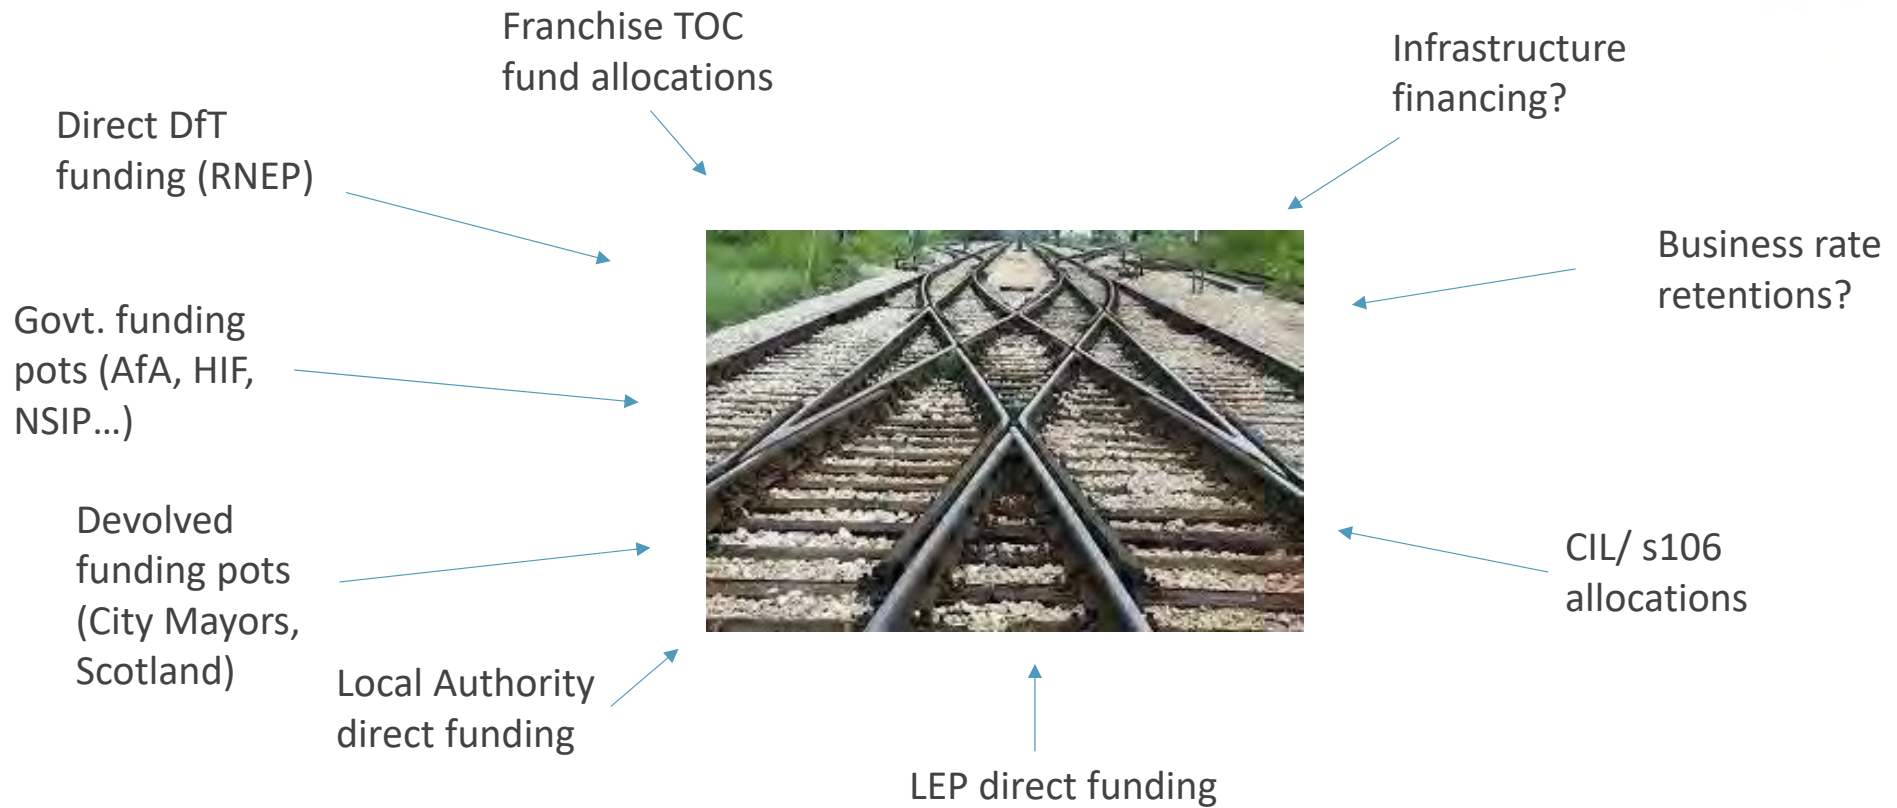 Franchise TOC
fund allocations
Infrastructure
financing?
Direct DfT
funding (RNEP)
Business rate
retentions?
Govt. funding
pots (AfA, HIF,
NSIP…)
Devolved
funding pots
(City Mayors,
Scotland)
CIL/ s106
allocations
Local Authority
direct funding
LEP direct funding